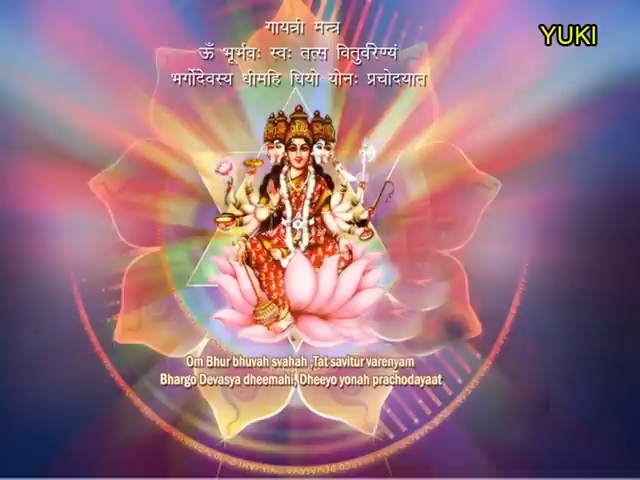 गायत्री मन्त्र
YUKI
ॐ भूर्भवः स्वः तत्स वितुर्वरेण्यं
भर्गोदेवस्य धीमहि धियो योनः प्रचोदयात
Om Bhur bhuvah svahah ,Tat savitur varenyam
Bhargo Devasya dheemahi, Dheeyo yonah prachodayaat